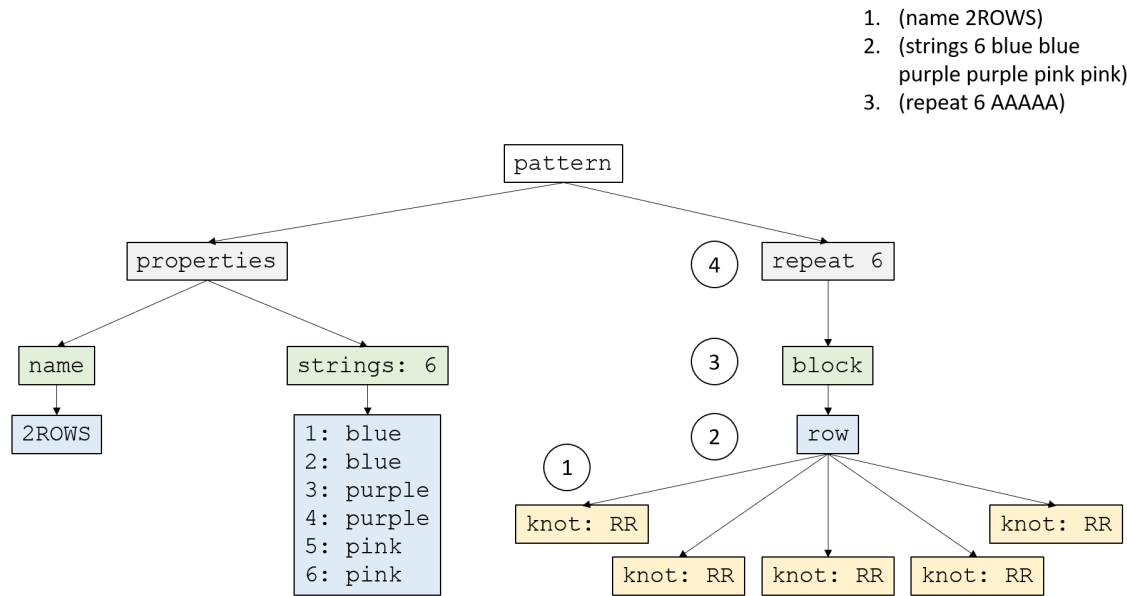 1. (name 2ROWS)
2. (strings 6 blue blue
purple purple pink pink)
3. (repeat 6 AAAAA)
pattern
properties
4
repeat 6
name
strings: 6
3
block
2ROWS
1: blue
2: blue
3: purple
4: purple
5: pink
6: pink
2
row
1
knot: RR
knot: RR
knot: RR
knot: RR
knot: RR